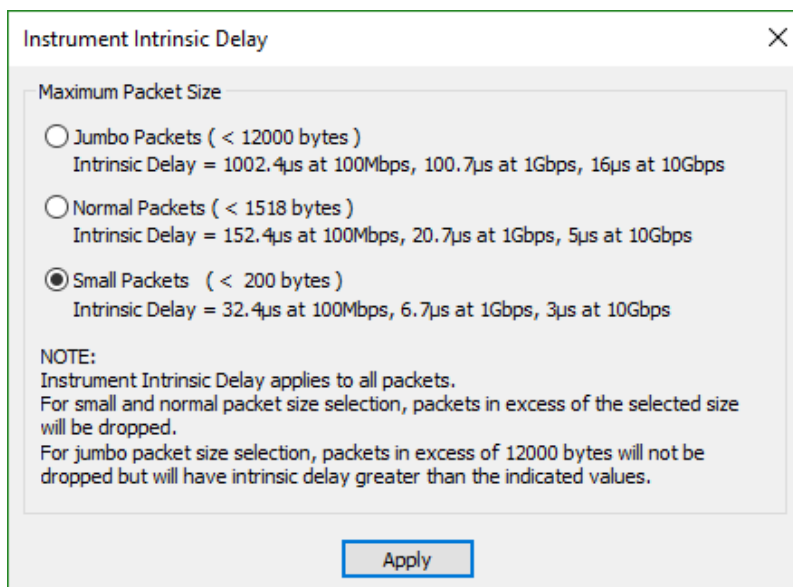 Instrument Intrinsic Delay
Maximum Packet Size
Jumbo Packets ( < 12000 bytes )
Intrinsic Delay = 1002.4µs at 100Mbps, 100.7µs at 1Gbps, 16µs at 10Gbps
Normal Packets ( < 1518 bytes )
Intrinsic Delay = 152.4µs at 100Mbps, 20.7µs at 1Gbps, 5µs at 10Gbps
Small Packets ( < 200 bytes )
Intrinsic Delay = 32.4µs at 100Mbps, 6.7µs at 1Gbps, 3µs at 10Gbps
NOTE:
Instrument Intrinsic Delay applies to all packets.
For small and normal packet size selection, packets in excess of the selected size
will be dropped.
For jumbo packet size selection, packets in excess of 12000 bytes will not be
dropped but will have intrinsic delay greater than the indicated values.
Apply